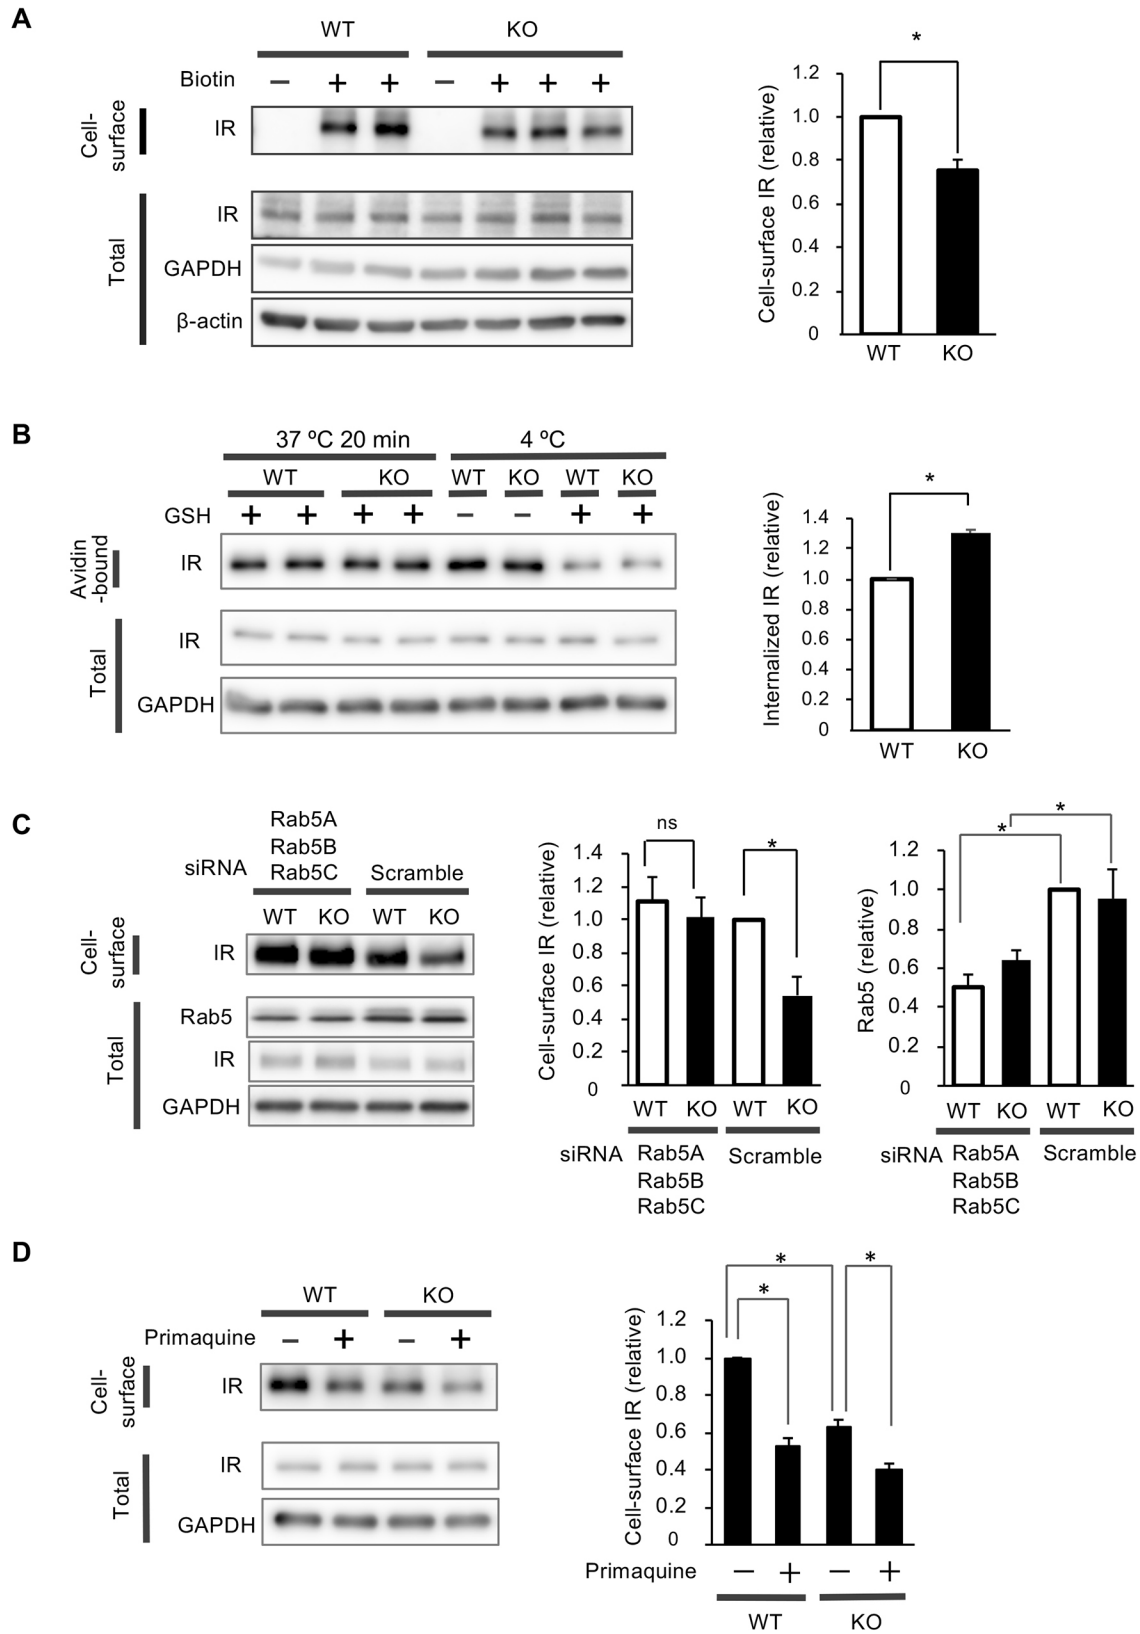 A
WT KO
Biotin − + + − + + +
Cell-
surface
IR
Total
IR
GAPDH
β-actin
*
Cell-surface IR (relative)
1.2
1.0
0.8
0.6
0.4
0.2
0
WT KO
B
37 ºC 20 min 4 ºC
WT KO WT KO WT KO
GSH + + + + − − + +
Avidin
-bound
IR
Total
IR
GAPDH
*
Internalized IR (relative)
1.4
1.2
1.0
0.8
0.6
0.4
0.2
0
WT KO
C
siRNA
Rab5A
Rab5B
Rab5C
Scramble
WT KO WT KO
Cell-
surface
IR
Total
Rab5
IR
GAPDH
ns *
Cell-surface IR (relative)
1.4
1.2
1.0
0.8
0.6
0.4
0.2
0
WT KO WT KO
siRNA
Rab5A
Rab5B
Rab5C
Scramble
* *
Rab5 (relative)
1.2
1.0
0.8
0.6
0.4
0.2
0
WT KO WT KO
siRNA
Rab5A
Rab5B
Rab5C
Scramble
D
WT KO
Primaquine − + − +
Cell-
surface
IR
Total
IR
GAPDH
* * *
Cell-surface IR (relative)
1.2
1.0
0.8
0.6
0.4
0.2
0
Primaquine − + − +
WT KO